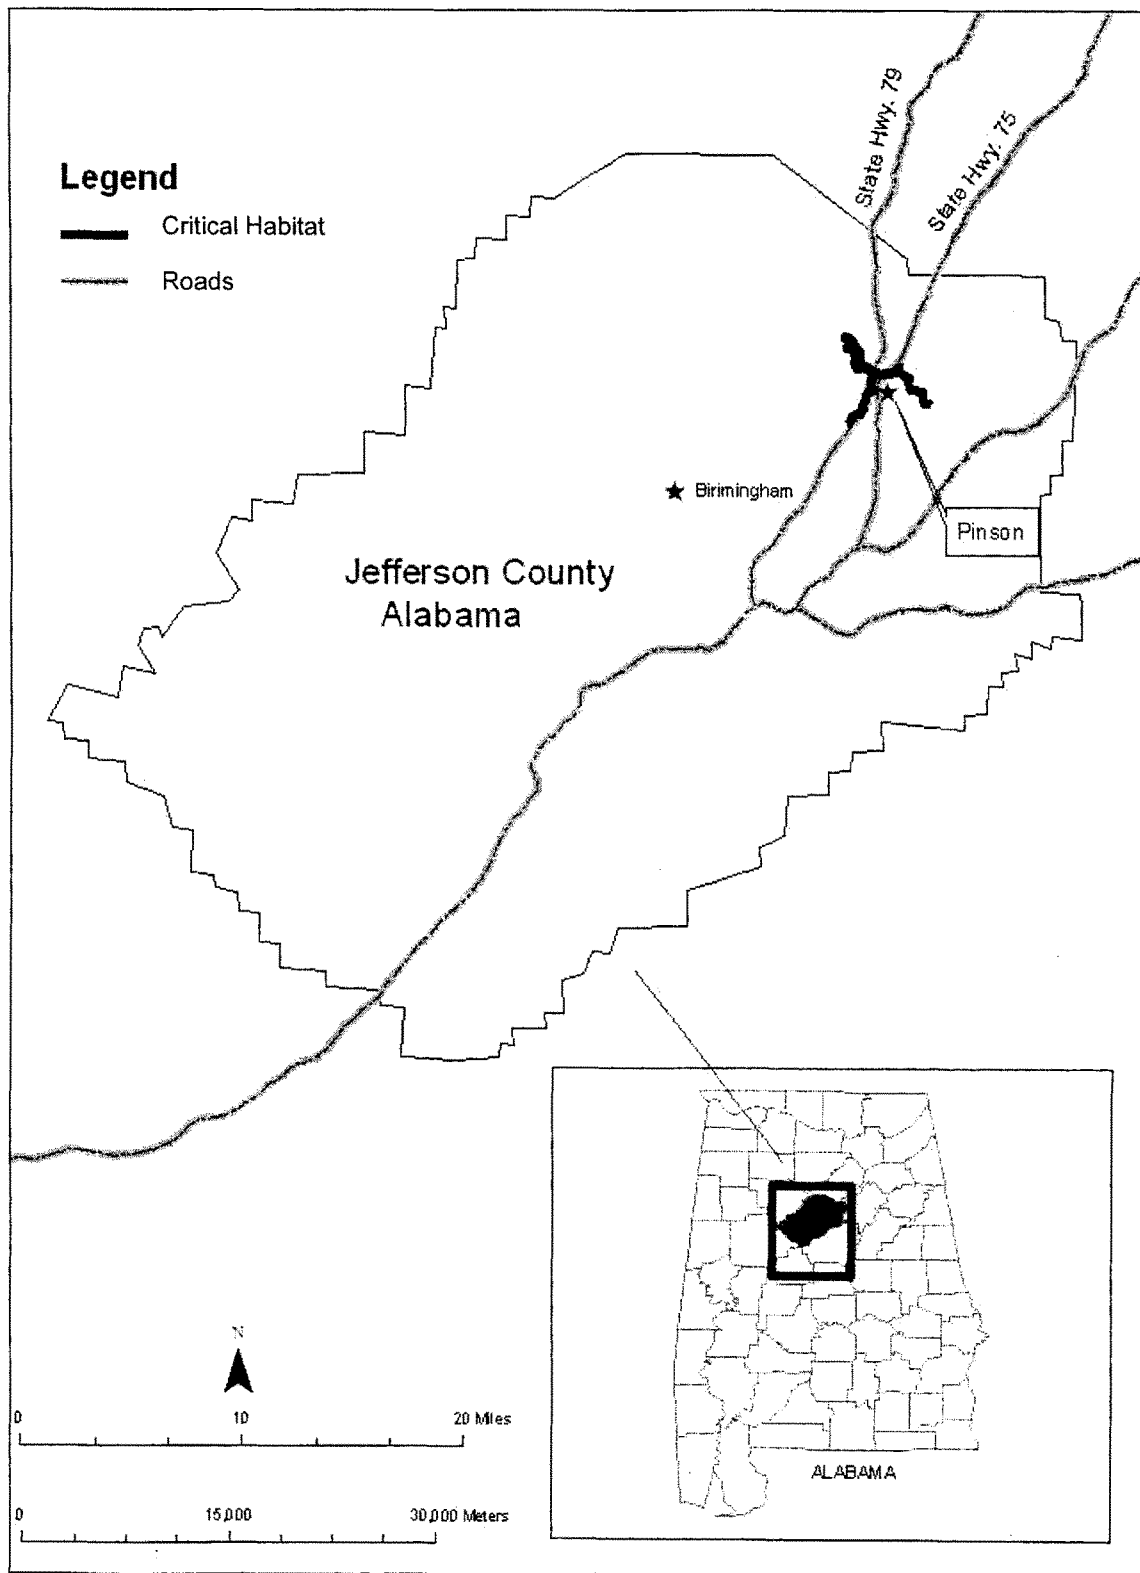 State Hwy. 79
State Hwy. 75
Legend
Critical Habitat
Roads
Birimingham
Pinson
Jefferson County
Alabama
N
0 10 20 Miles
0 15,000 30,000 Meters
ALABAMA